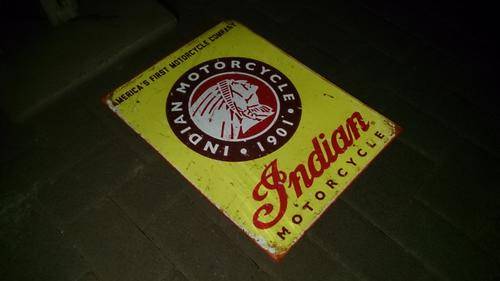 AMERICA'S FIRST MOTORCYCLE COMPANY
INDIAN MOTORCYCLE
• 1901 •
Indian
MOTORCYCLE